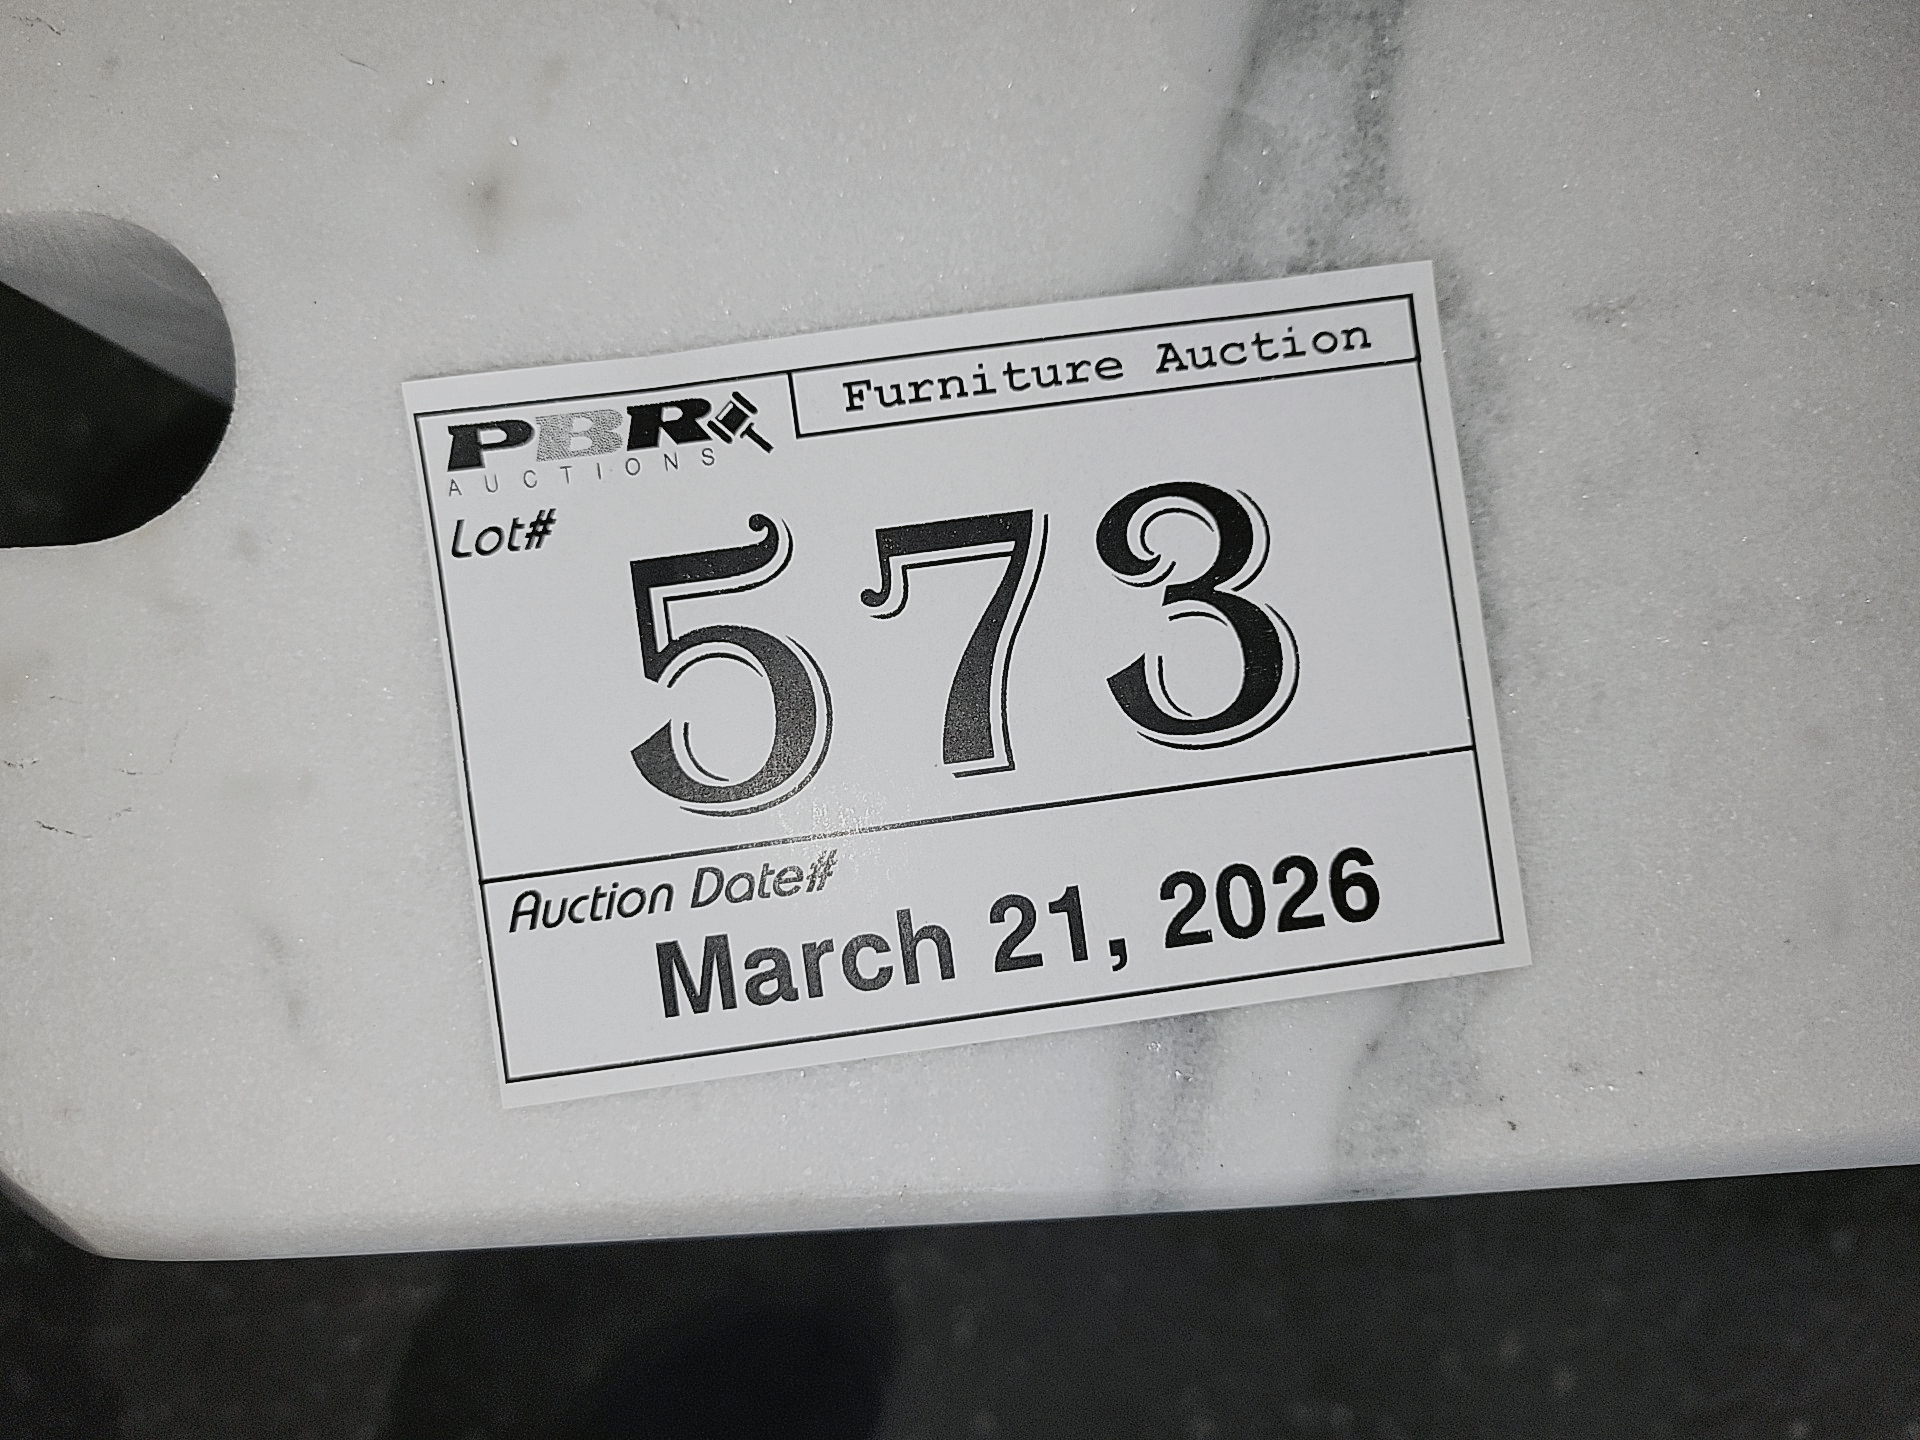 PBR
AUCTIONS
Furniture Auction
Lot#
573
Auction Date#
March 21, 2026